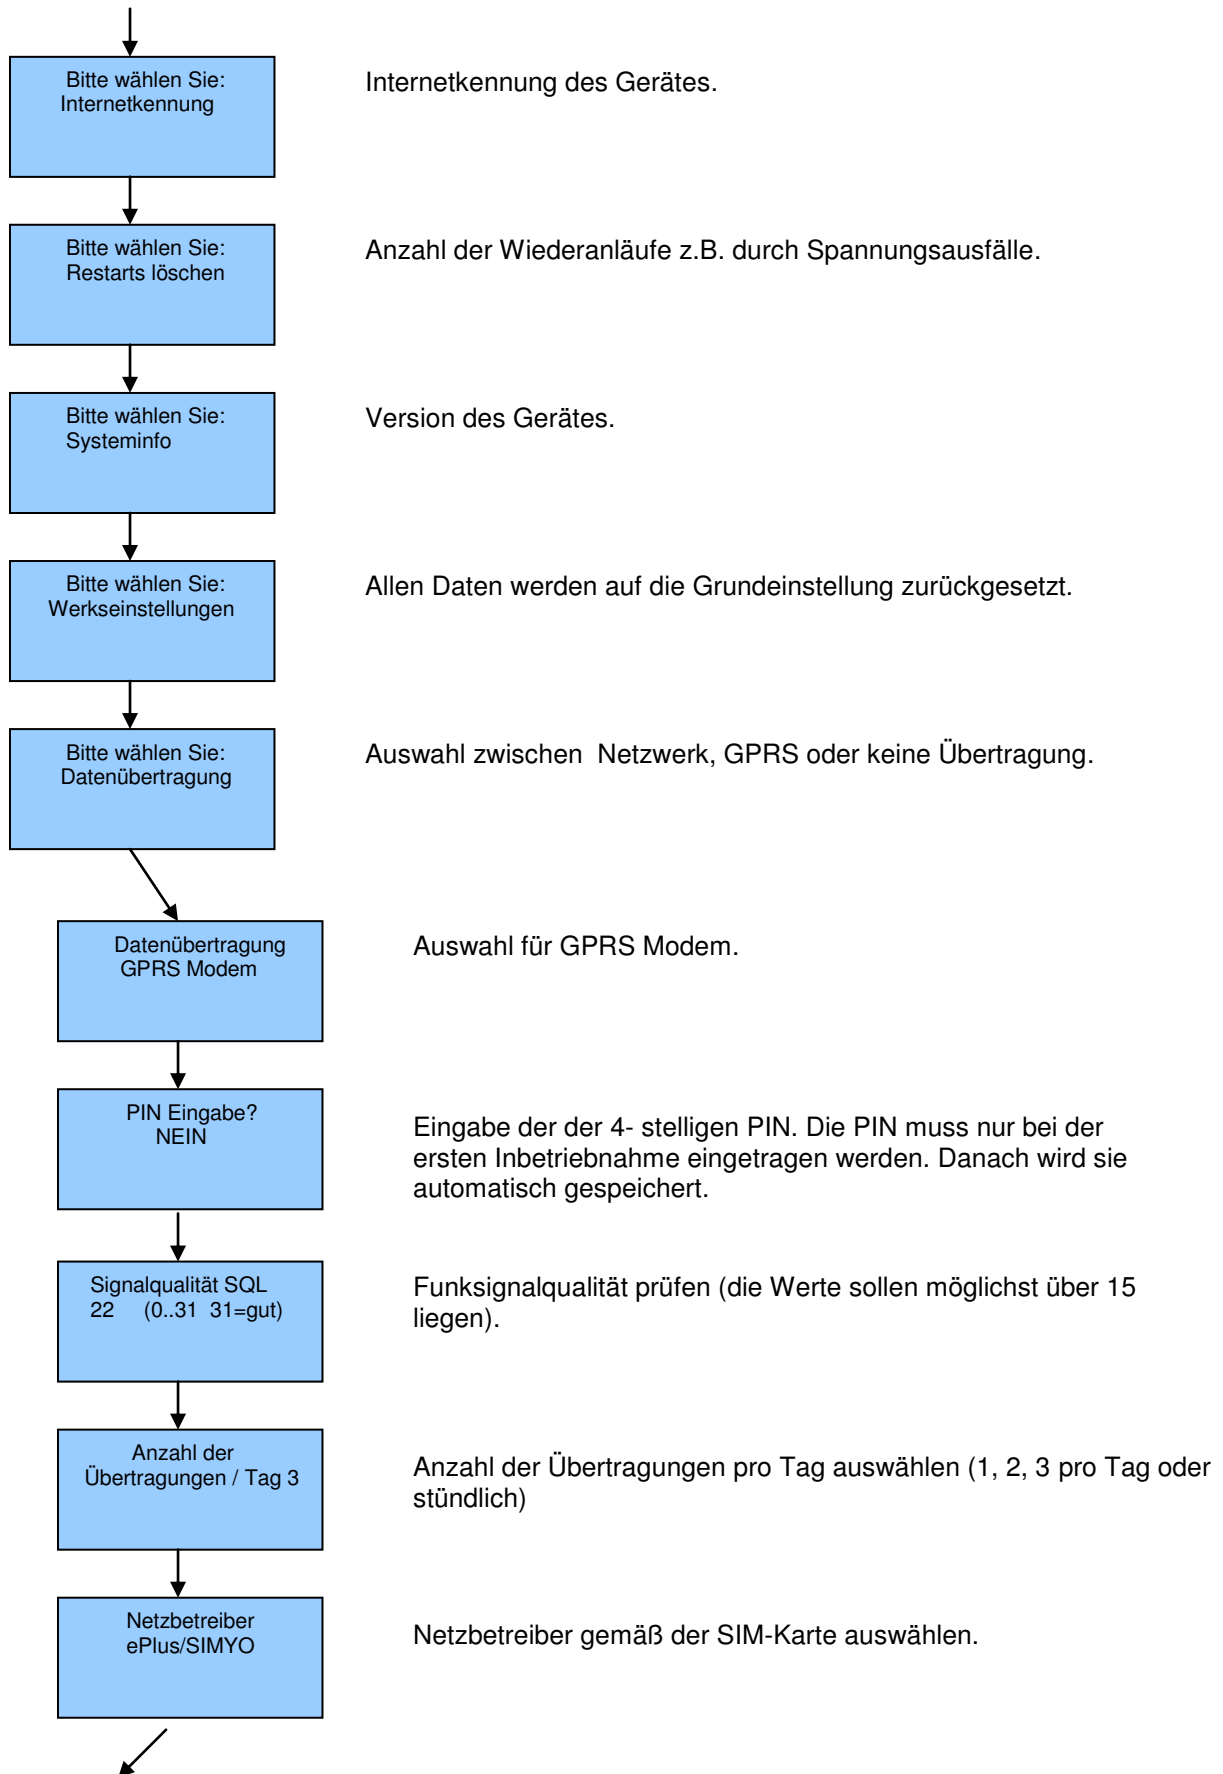 Bitte wählen Sie:
Internetkennung
Internetkennung des Gerätes.
Bitte wählen Sie:
Restarts löschen
Anzahl der Wiederanläufe z.B. durch Spannungsausfälle.
Bitte wählen Sie:
Systeminfo
Version des Gerätes.
Bitte wählen Sie:
Werkseinstellungen
Allen Daten werden auf die Grundeinstellung zurückgesetzt.
Bitte wählen Sie:
Datenübertragung
Auswahl zwischen  Netzwerk, GPRS oder keine Übertragung.
Datenübertragung
GPRS Modem
Auswahl für GPRS Modem.
PIN Eingabe?
NEIN
Eingabe der der 4- stelligen PIN. Die PIN muss nur bei der
ersten Inbetriebnahme eingetragen werden. Danach wird sie
automatisch gespeichert.
Signalqualität SQL
22     (0..31  31=gut)
Funksignalqualität prüfen (die Werte sollen möglichst über 15
liegen).
Anzahl der
Übertragungen / Tag 3
Anzahl der Übertragungen pro Tag auswählen (1, 2, 3 pro Tag oder
stündlich)
Netzbetreiber
ePlus/SIMYO
Netzbetreiber gemäß der SIM-Karte auswählen.